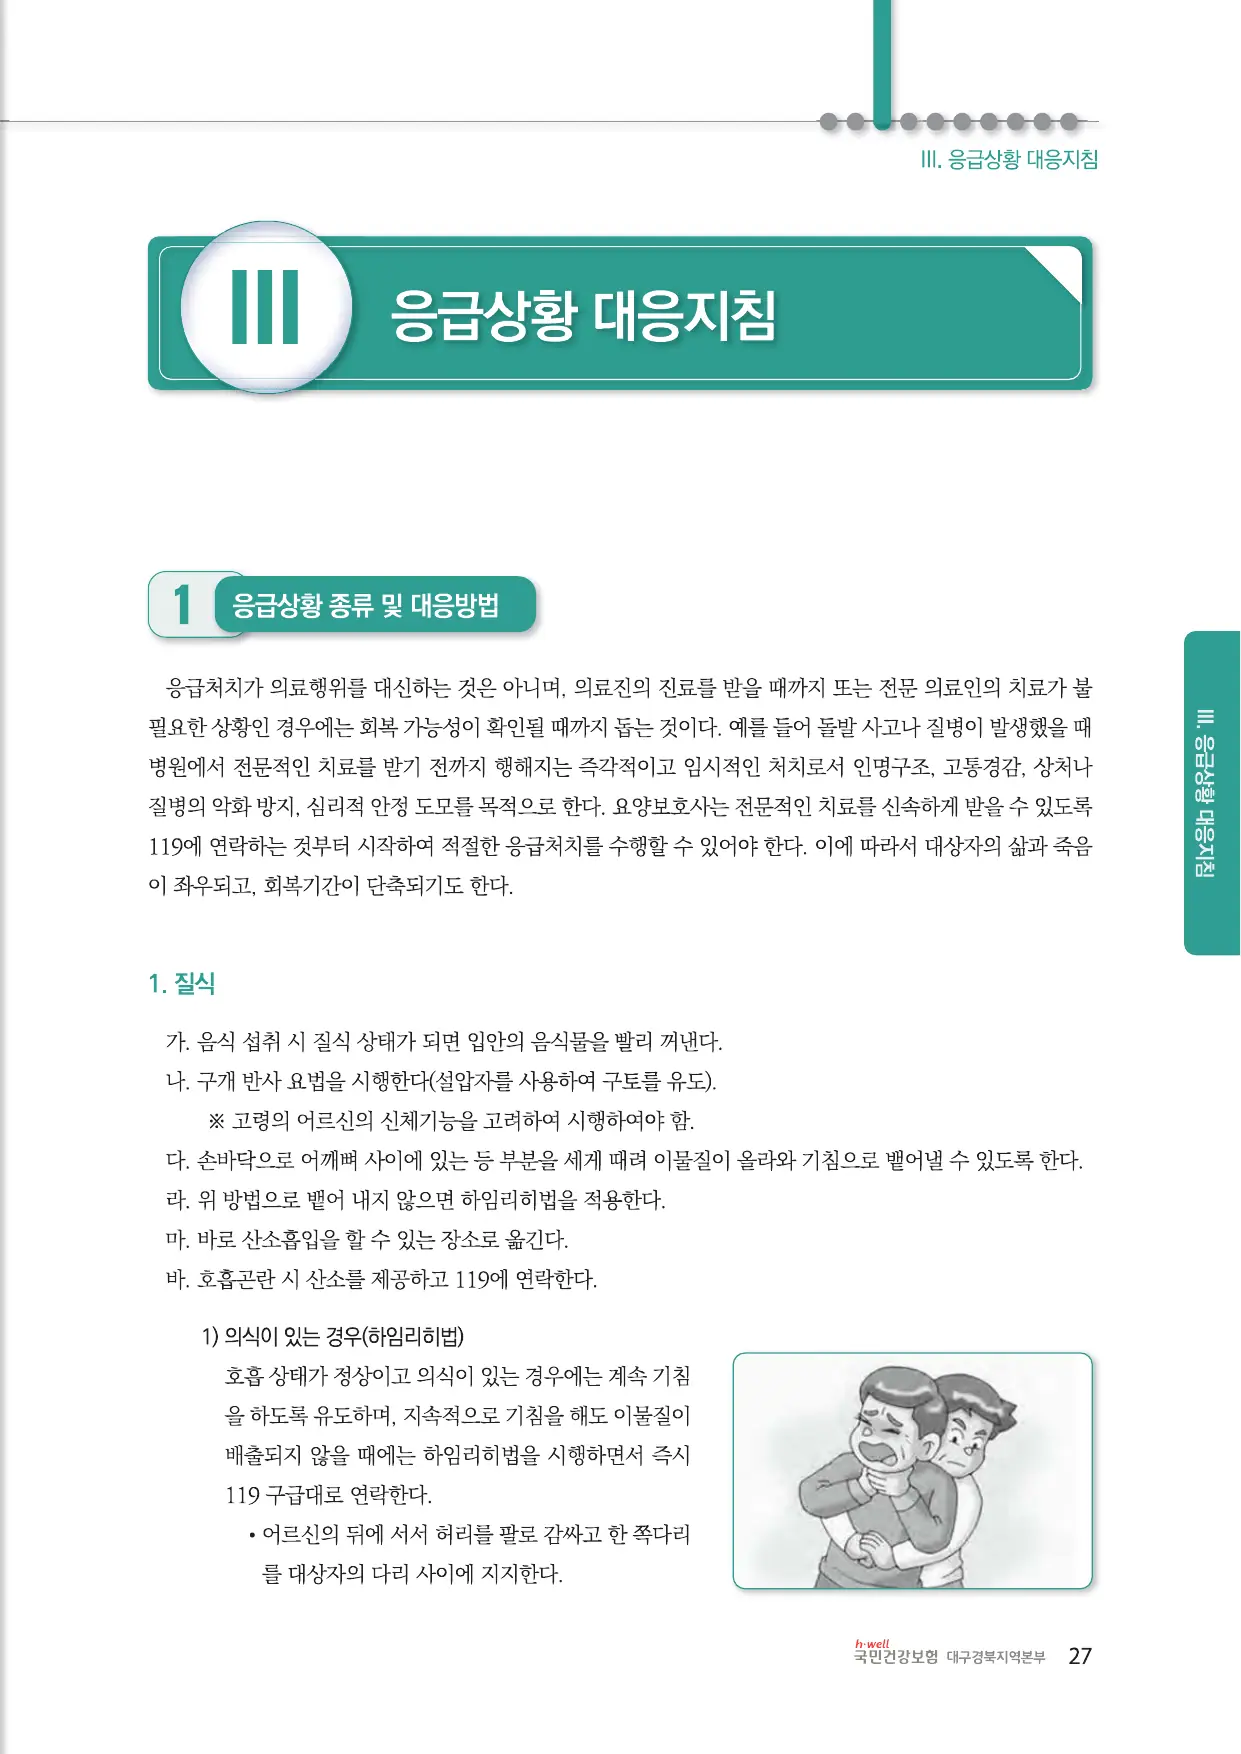 III. 응급상황 대응지침
III
응급상황 대응지침
1
응급상황 종류 및 대응방법
응급처치가 의료행위를 대신하는 것은 아니며, 의료진의 진료를 받을 때까지 또는 전문 의료인의 치료가 불
필요한 상황인 경우에는 회복 가능성이 확인될 때까지 돕는 것이다. 예를 들어 돌발 사고나 질병이 발생했을 때
병원에서 전문적인 치료를 받기 전까지 행해지는 즉각적이고 임시적인 처치로서 인명구조, 고통경감, 상처나
질병의 악화 방지, 심리적 안정 도모를 목적으로 한다. 요양보호사는 전문적인 치료를 신속하게 받을 수 있도록
119에 연락하는 것부터 시작하여 적절한 응급처치를 수행할 수 있어야 한다. 이에 따라서 대상자의 삶과 죽음
이 좌우되고, 회복기간이 단축되기도 한다.
III. 응급상황 대응지침
1. 질식
가. 음식 섭취 시 질식 상태가 되면 입안의 음식물을 빨리 꺼낸다.
나. 구개 반사 요법을 시행한다(설압자를 사용하여 구토를 유도).
※ 고령의 어르신의 신체기능을 고려하여 시행하여야 함.
다. 손바닥으로 어깨뼈 사이에 있는 등 부분을 세게 때려 이물질이 올라와 기침으로 뱉어낼 수 있도록 한다.
라. 위 방법으로 뱉어 내지 않으면 하임리히법을 적용한다.
마. 바로 산소흡입을 할 수 있는 장소로 옮긴다.
바. 호흡곤란 시 산소를 제공하고 119에 연락한다.
1) 의식이 있는 경우(하임리히법)
호흡 상태가 정상이고 의식이 있는 경우에는 계속 기침
을 하도록 유도하며, 지속적으로 기침을 해도 이물질이
배출되지 않을 때에는 하임리히법을 시행하면서 즉시
119 구급대로 연락한다.
• 어르신의 뒤에 서서 허리를 팔로 감싸고 한 쪽다리
를 대상자의 다리 사이에 지지한다.
h·well
국민건강보험 대구경북지역본부 27